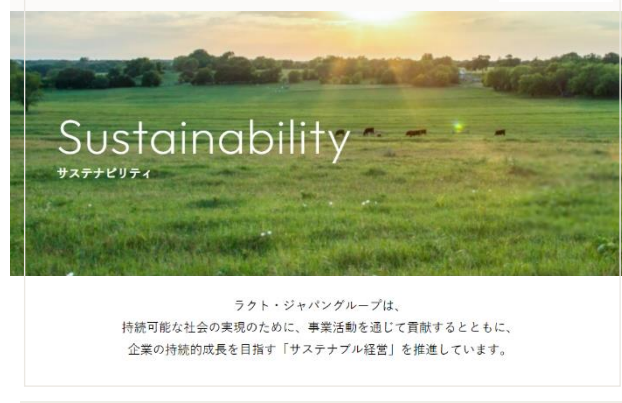 Sustainability
サステナビリティ
ラクト・ジャパングループは、
持続可能な社会の実現のために、事業活動を通じて貢献するとともに、
企業の持続的成長を目指す「サステナブル経営」を推進しています。